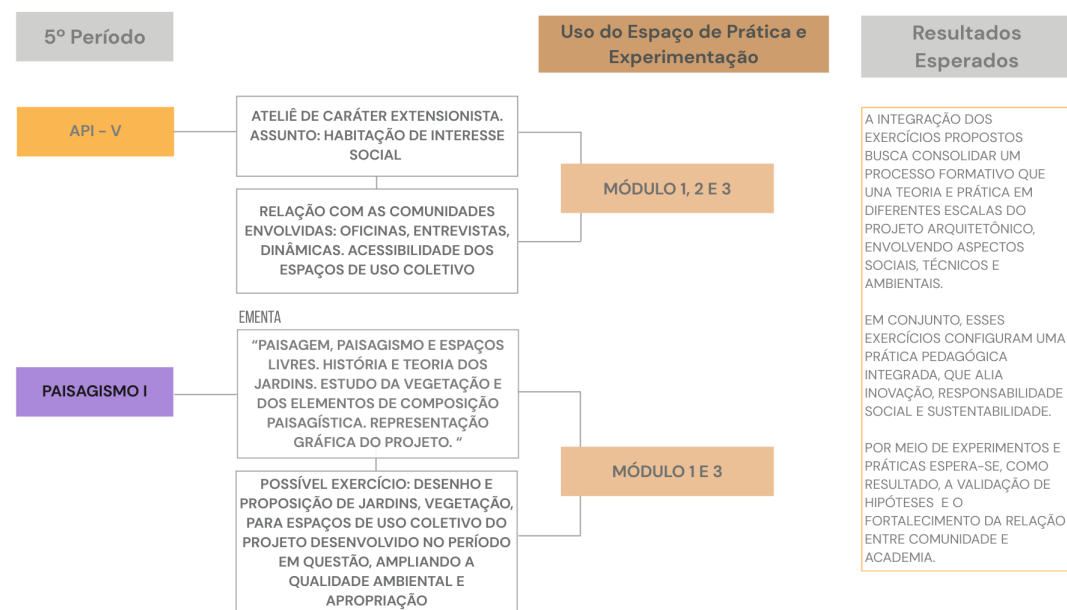 5º Período
Uso do Espaço de Prática e
Experimentação
Resultados
Esperados
API - V
ATELIÊ DE CARÁTER EXTENSIONISTA.
ASSUNTO: HABITAÇÃO DE INTERESSE
SOCIAL
RELAÇÃO COM AS COMUNIDADES
ENVOLVIDAS: OFICINAS, ENTREVISTAS,
DINÂMICAS. ACESSIBILIDADE DOS
ESPAÇOS DE USO COLETIVO
MÓDULO 1, 2 E 3
EMENTA
PAISAGISMO I
“PAISAGEM, PAISAGISMO E ESPAÇOS
LIVRES. HISTÓRIA E TEORIA DOS
JARDINS. ESTUDO DA VEGETAÇÃO E
DOS ELEMENTOS DE COMPOSIÇÃO
PAISAGÍSTICA. REPRESENTAÇÃO
GRÁFICA DO PROJETO. “
POSSÍVEL EXERCÍCIO: DESENHO E
PROPOSIÇÃO DE JARDINS, VEGETAÇÃO,
PARA ESPAÇOS DE USO COLETIVO DO
PROJETO DESENVOLVIDO NO PERÍODO
EM QUESTÃO, AMPLIANDO A
QUALIDADE AMBIENTAL E
APROPRIAÇÃO
MÓDULO 1 E 3
A INTEGRAÇÃO DOS
EXERCÍCIOS PROPOSTOS
BUSCA CONSOLIDAR UM
PROCESSO FORMATIVO QUE
UNA TEORIA E PRÁTICA EM
DIFERENTES ESCALAS DO
PROJETO ARQUITETÔNICO,
ENVOLVENDO ASPECTOS
SOCIAIS, TÉCNICOS E
AMBIENTAIS.
EM CONJUNTO, ESSES
EXERCÍCIOS CONFIGURAM UMA
PRÁTICA PEDAGÓGICA
INTEGRADA, QUE ALIA
INOVAÇÃO, RESPONSABILIDADE
SOCIAL E SUSTENTABILIDADE.
POR MEIO DE EXPERIMENTOS E
PRÁTICAS ESPERA-SE, COMO
RESULTADO, A VALIDAÇÃO DE
HIPÓTESES E O
FORTALECIMENTO DA RELAÇÃO
ENTRE COMUNIDADE E
ACADEMIA.